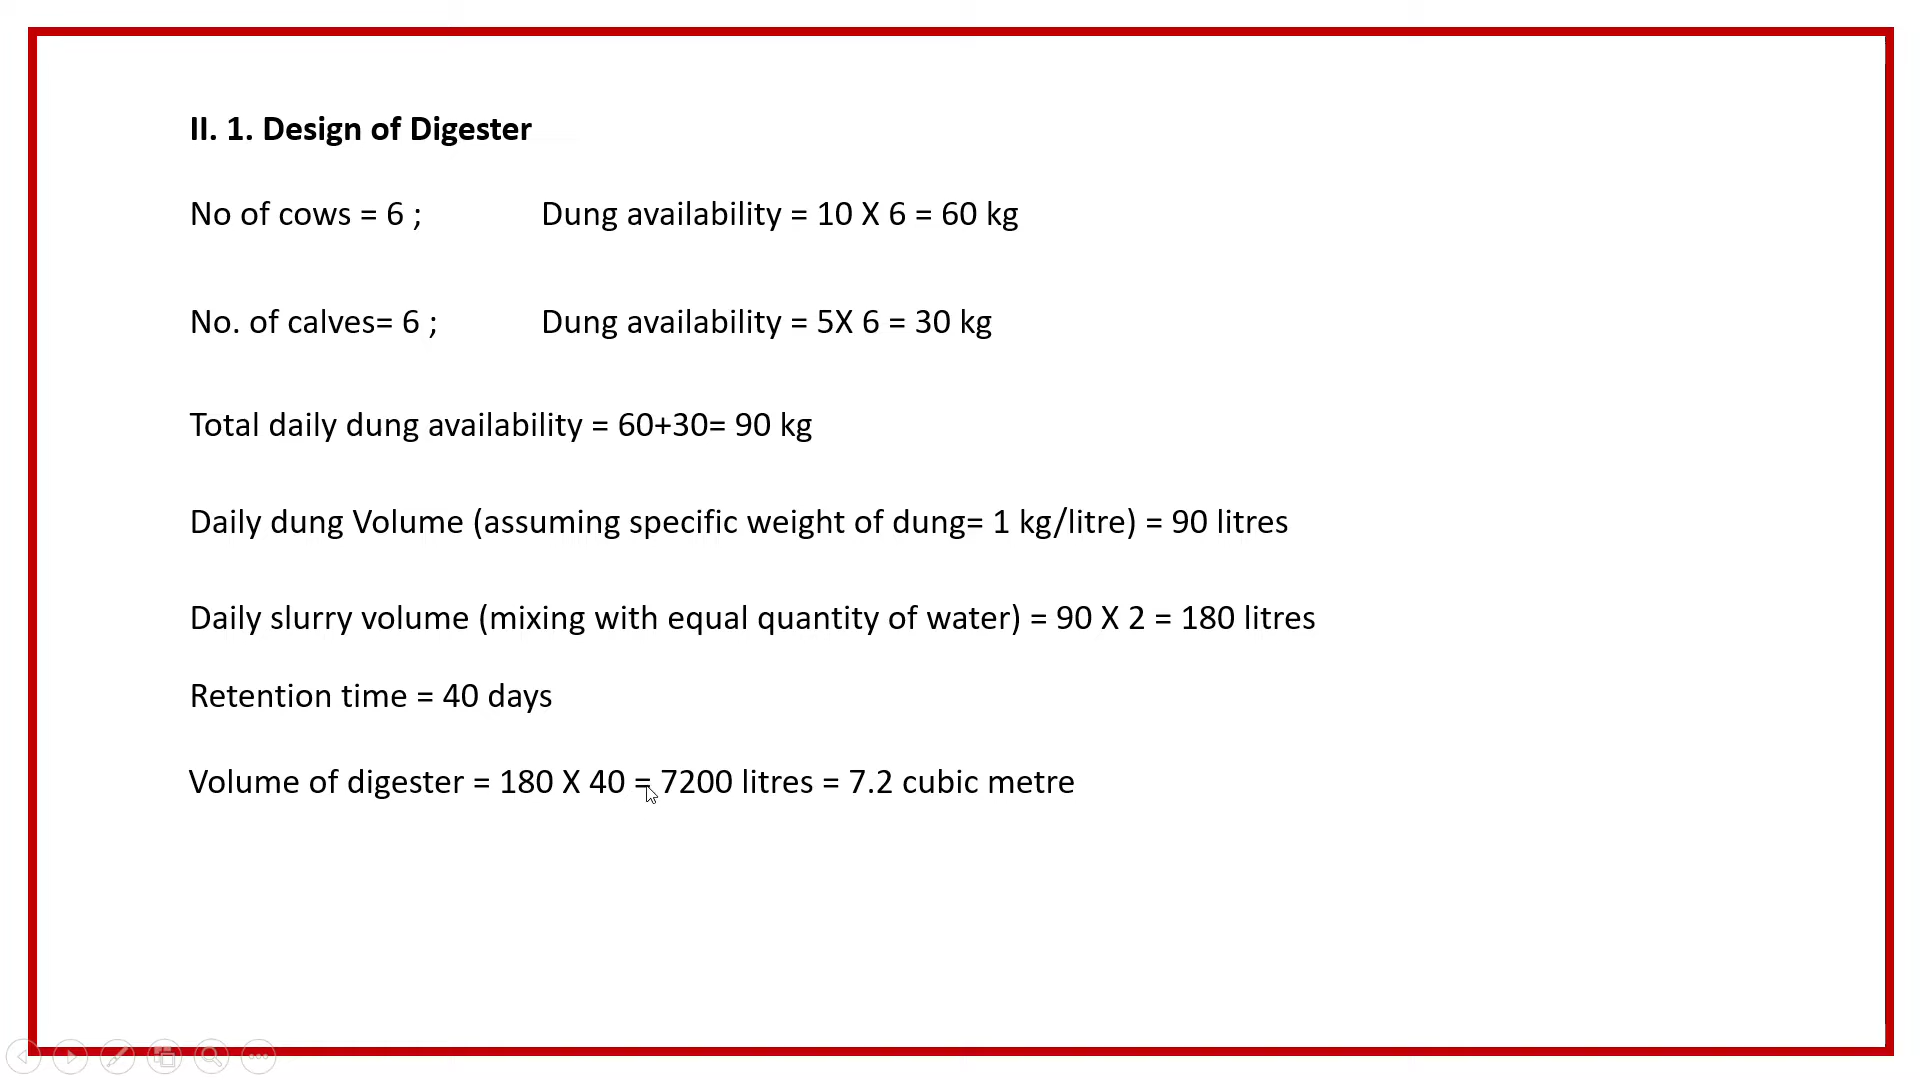 II. 1. Design of Digester
No of cows = 6 ; Dung availability = 10 X 6 = 60 kg
No. of calves= 6 ; Dung availability = 5X 6 = 30 kg
Total daily dung availability = 60+30= 90 kg
Daily dung Volume (assuming specific weight of dung= 1 kg/litre) = 90 litres
Daily slurry volume (mixing with equal quantity of water) = 90 X 2 = 180 litres
Retention time = 40 days
Volume of digester = 180 X 40 = 7200 litres = 7.2 cubic metre